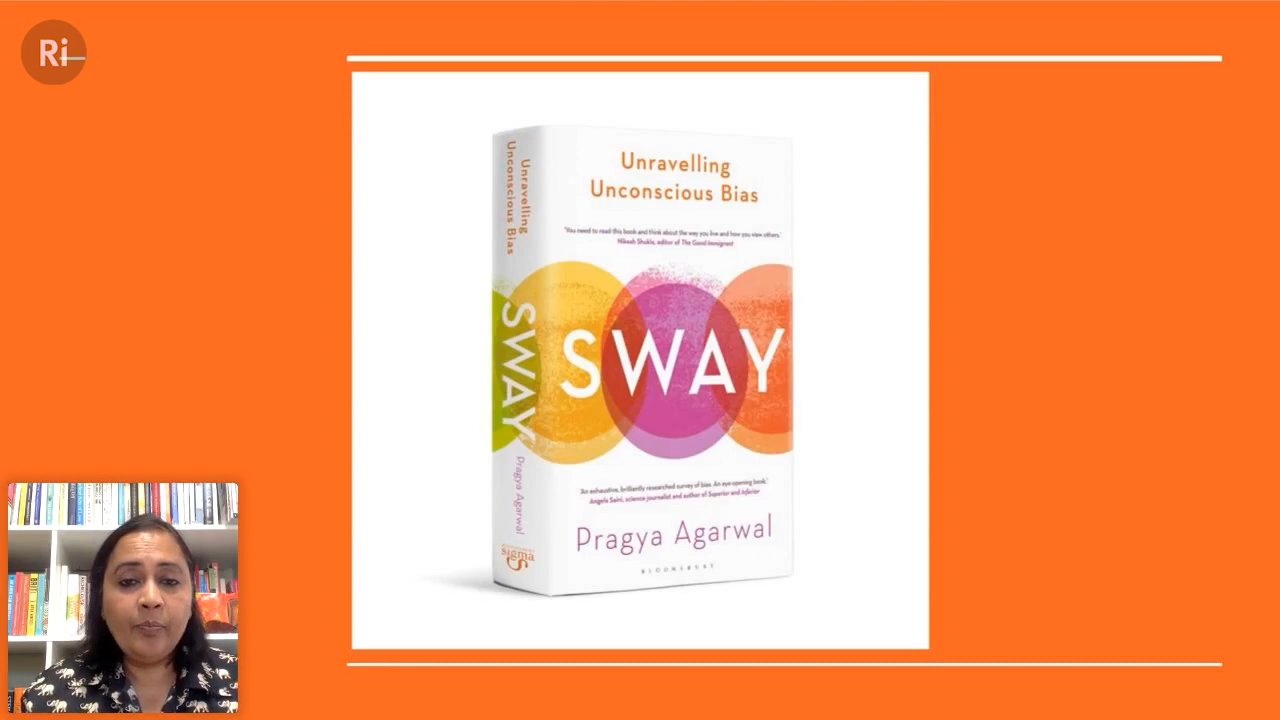 Ri
Unravelling
Unconscious Bias
'You need to read this book and think about the way you live and how you view others.'
Nikesh Shukla, editor of The Good Immigrant
SWAY
'An exhaustive, brilliantly researched survey of bias. An eye-opening book.'
Angela Saini, science journalist and author of Superior and Inferior
Pragya Agarwal
BLOOMSBURY
Unravelling
Unconscious Bias
SWAY
Pragya Agarwal
sigma